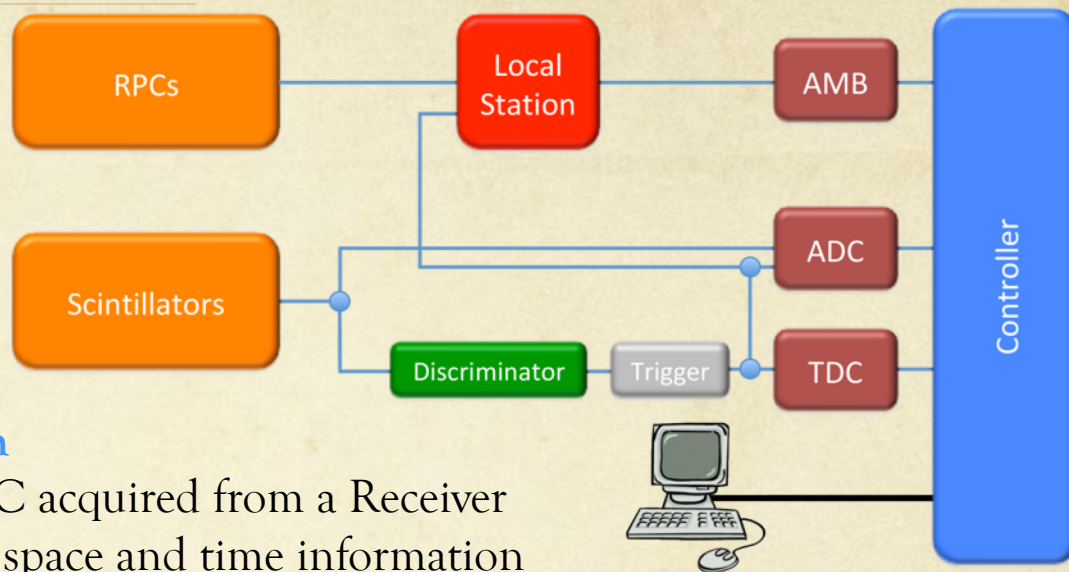 RPCs
Local
Station
AMB
Scintillators
ADC
Controller
Discriminator
Trigger
TDC
acquired from a Receiver
space and time information